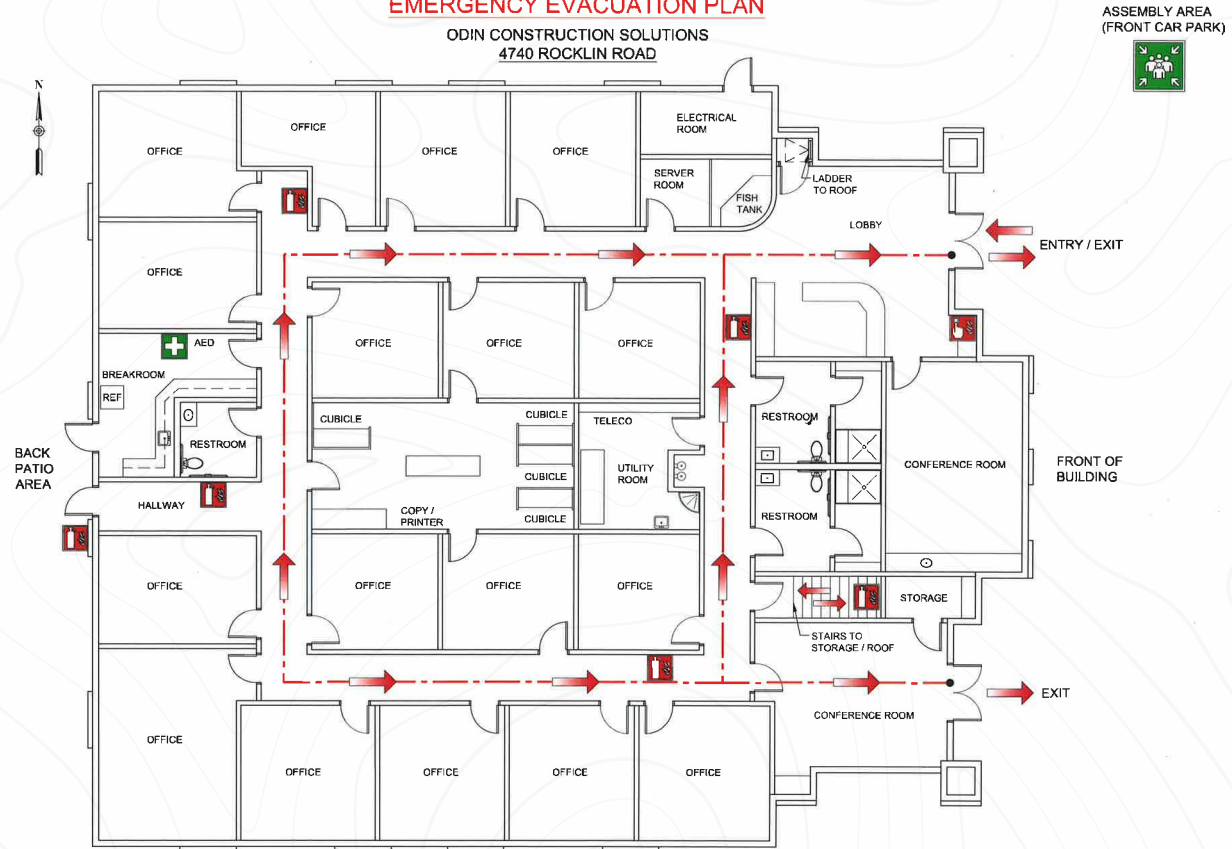 EMERGENCY EVACUATION PLAN
ODIN CONSTRUCTION SOLUTIONS
4740 ROCKLIN ROAD
ASSEMBLY AREA
(FRONT CAR PARK)
N
OFFICE
OFFICE
OFFICE
OFFICE
ELECTRICAL
ROOM
SERVER
ROOM
FISH
TANK
LADDER
TO ROOF
LOBBY
ENTRY / EXIT
OFFICE
OFFICE
OFFICE
OFFICE
AED
BREAKROOM
REF
RESTROOM
CUBICLE
CUBICLE
TELECO
RESTROOM
BACK
PATIO
AREA
UTILITY
ROOM
CUBICLE
CONFERENCE ROOM
FRONT OF
BUILDING
HALLWAY
COPY /
PRINTER
CUBICLE
RESTROOM
OFFICE
OFFICE
OFFICE
OFFICE
STORAGE
STAIRS TO
STORAGE / ROOF
EXIT
CONFERENCE ROOM
OFFICE
OFFICE
OFFICE
OFFICE
OFFICE